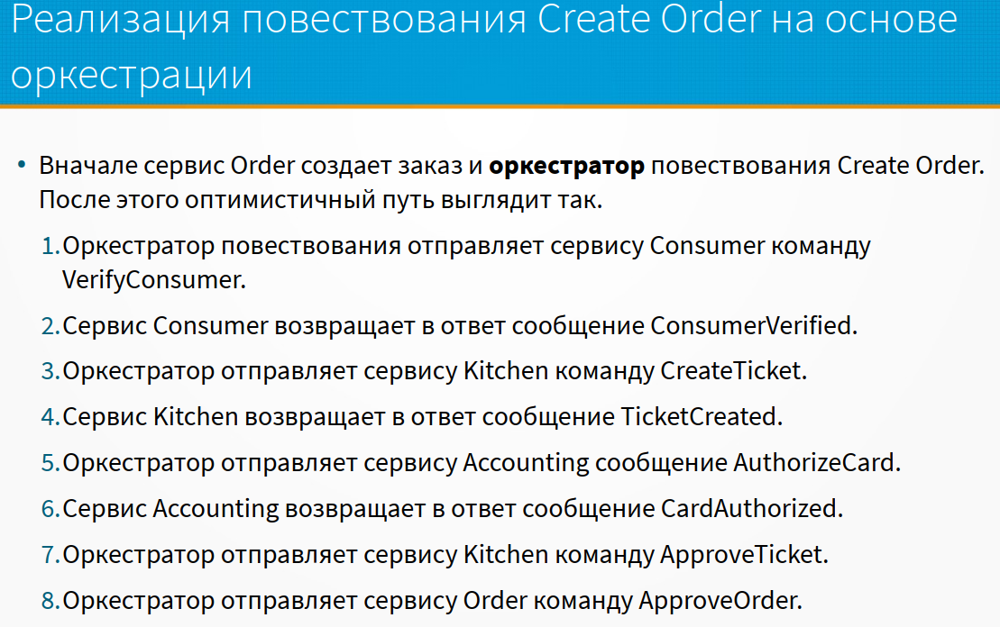 Реализация повествования Create Order на основе
оркестрации
• Вначале сервис Order создает заказ и оркестратор повествования Create Order.
После этого оптимистичный путь выглядит так.
1.Оркестратор повествования отправляет сервису Consumer команду
VerifyConsumer.
2.Сервис Consumer возвращает в ответ сообщение ConsumerVerified.
3.Оркестратор отправляет сервису Kitchen команду CreateTicket.
4.Сервис Kitchen возвращает в ответ сообщение TicketCreated.
5.Оркестратор отправляет сервису Accounting сообщение AuthorizeCard.
6.Сервис Accounting возвращает в ответ сообщение CardAuthorized.
7.Оркестратор отправляет сервису Kitchen команду ApproveTicket.
8.Оркестратор отправляет сервису Order команду ApproveOrder.